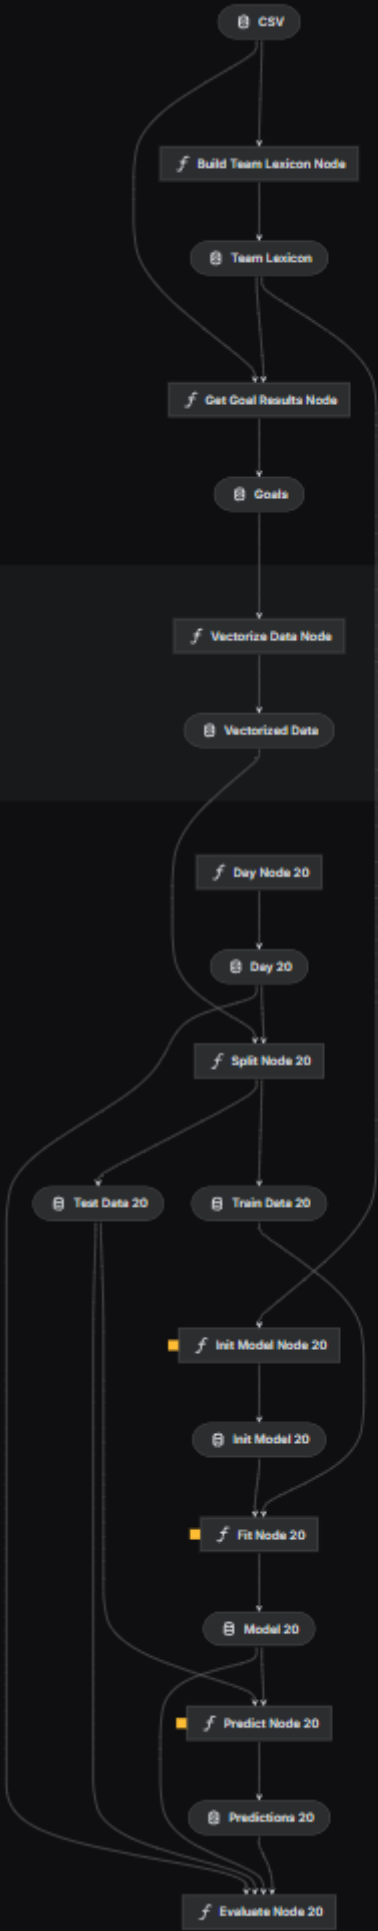 CSV
Build Team Lexicon Node
Team Lexicon
Get Goal Results Node
Goals
Vectorize Data Node
Vectorized Data
Day Node 20
Day 20
Split Node 20
Test Data 20
Train Data 20
Init Model Node 20
Init Model 20
Fit Node 20
Model 20
Predict Node 20
Predictions 20
Evaluate Node 20